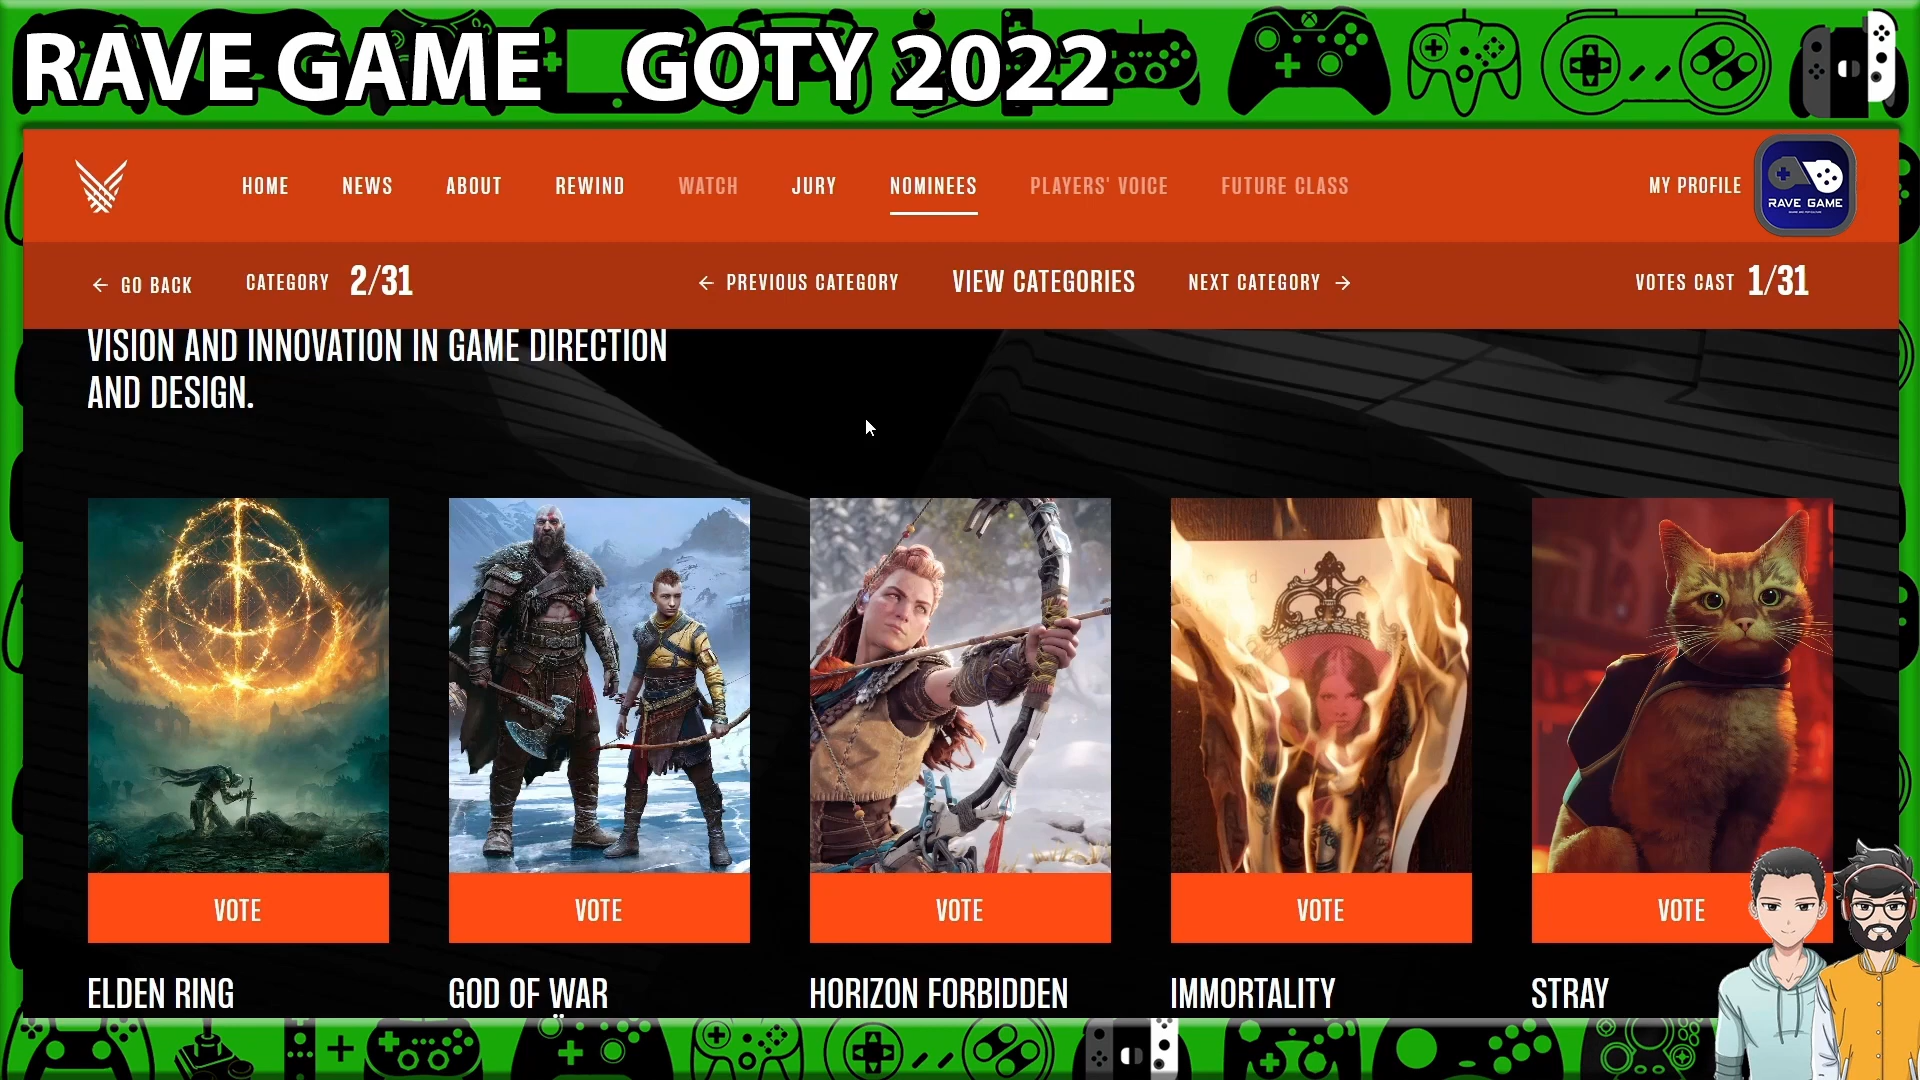 RAVE GAME GOTY 2022
HOME NEWS ABOUT REWIND WATCH JURY NOMINEES PLAYERS' VOICE FUTURE CLASS MY PROFILE
RAVE GAME
← GO BACK CATEGORY 2/31 ← PREVIOUS CATEGORY VIEW CATEGORIES NEXT CATEGORY → VOTES CAST 1/31
VISION AND INNOVATION IN GAME DIRECTION
AND DESIGN.
VOTE VOTE VOTE VOTE VOTE
ELDEN RING GOD OF WAR HORIZON FORBIDDEN IMMORTALITY STRAY